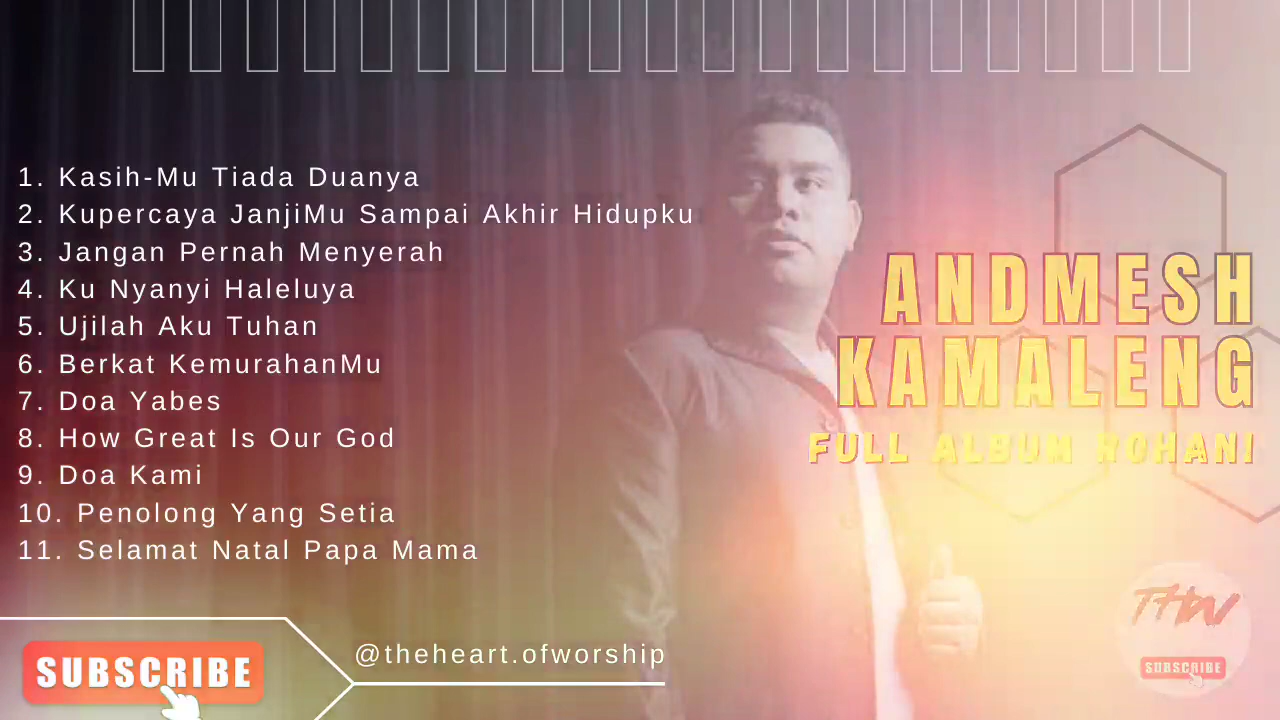 1. Kasih-Mu Tiada Duanya
2. Kupercaya JanjiMu Sampai Akhir Hidupku
3. Jangan Pernah Menyerah
4. Ku Nyanyi Haleluya
5. Ujilah Aku Tuhan
6. Berkat KemurahanMu
7. Doa Yabes
8. How Great Is Our God
9. Doa Kami
10. Penolong Yang Setia
11. Selamat Natal Papa Mama
ANDMESH
KAMALENG
FULL ALBUM ROHANI
SUBSCRIBE
@theheart.ofworship
THW
SUBSCRIBE